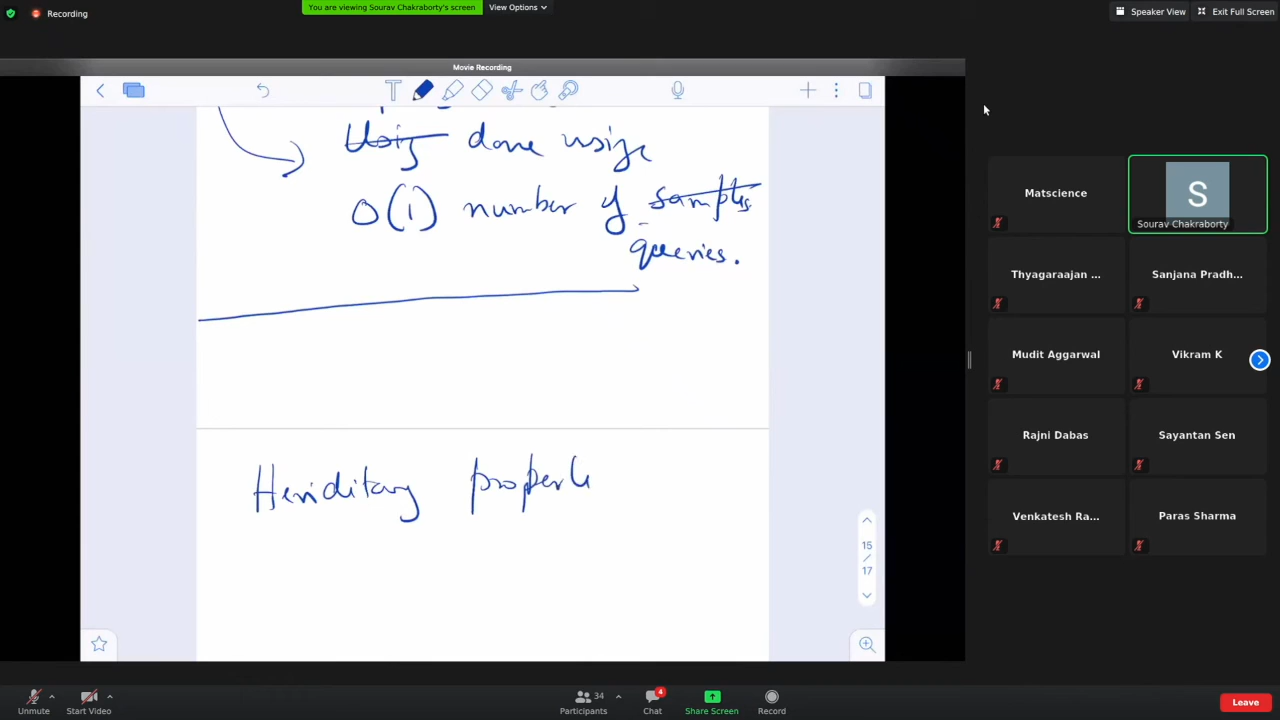 Recording
You are viewing Sourav Chakraborty's screen
View Options
Speaker View
Exit Full Screen
Movie Recording
T
Using done using
O(1) number of samples
queries.
Heriditary propert
15
/
17
Matscience
S
Sourav Chakraborty
Thyagaraajan ...
Sanjana Pradh...
Mudit Aggarwal
Vikram K
Rajni Dabas
Sayantan Sen
Venkatesh Ra...
Paras Sharma
Unmute
Start Video
34
Participants
4
Chat
Share Screen
Record
Leave